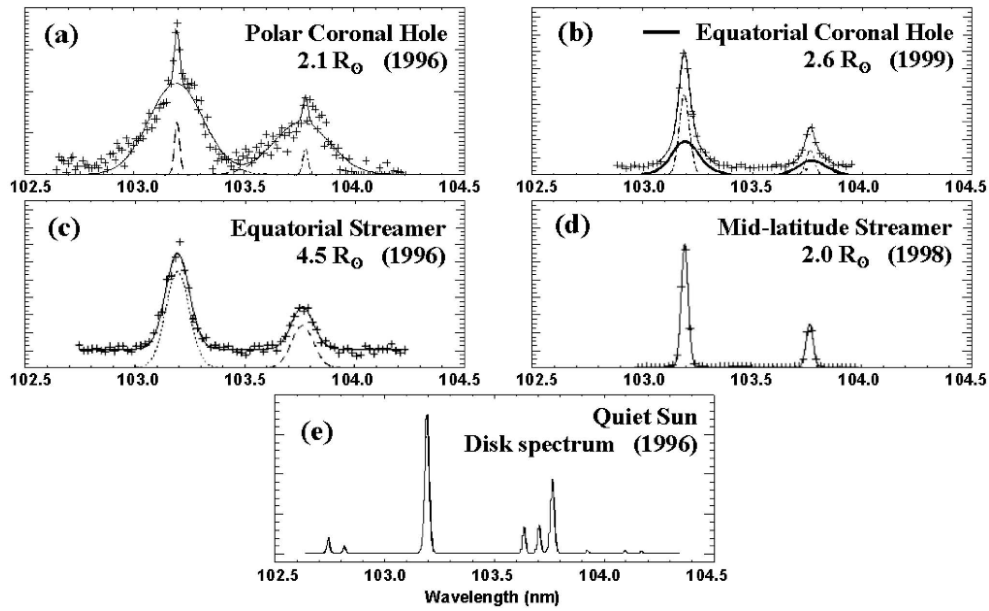 (a) Polar Coronal Hole
2.1 R⊙ (1996)
102.5 103.0 103.5 104.0 104.5
(b) Equatorial Coronal Hole
2.6 R⊙ (1999)
102.5 103.0 103.5 104.0 104.5
(c) Equatorial Streamer
4.5 R⊙ (1996)
102.5 103.0 103.5 104.0 104.5
(d) Mid-latitude Streamer
2.0 R⊙ (1998)
102.5 103.0 103.5 104.0 104.5
(e) Quiet Sun
Disk spectrum (1996)
102.5 103.0 103.5 104.0 104.5
Wavelength (nm)